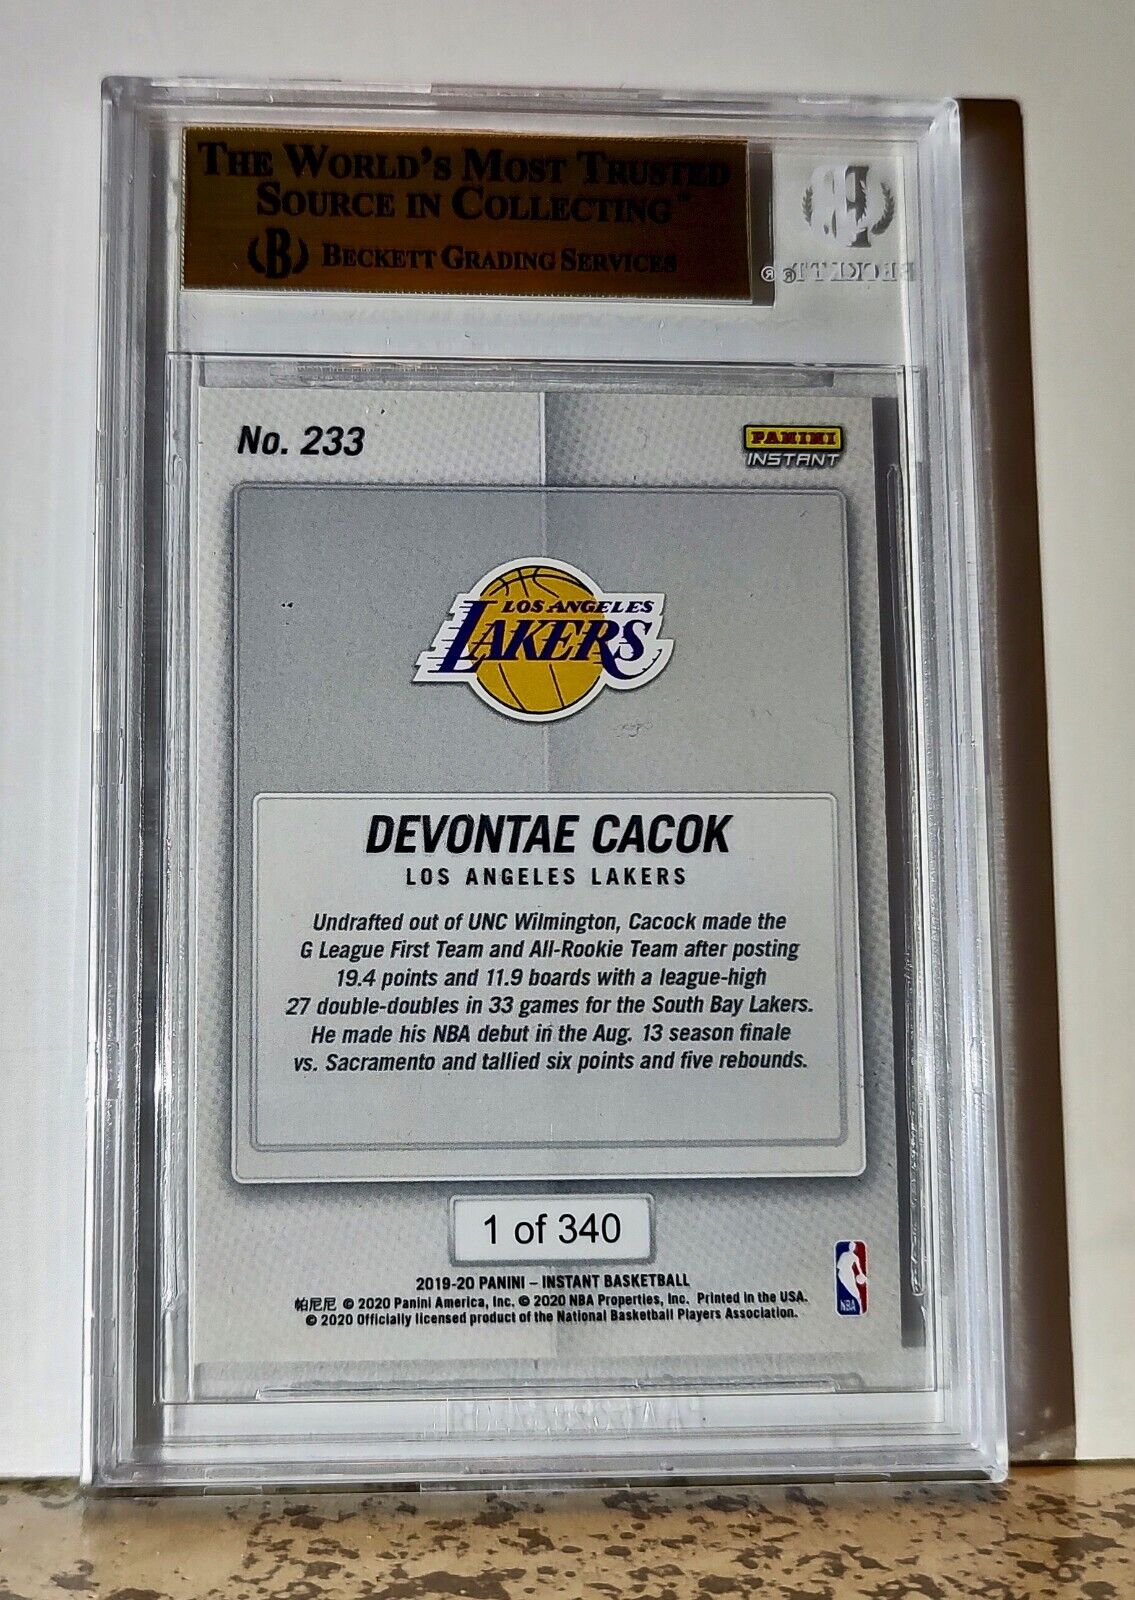 THE WORLD'S MOST TRUSTED
SOURCE IN COLLECTING™
B BECKETT GRADING SERVICES
BECKETT ®
®
No. 233
PANINI
INSTANT
LOS ANGELES
LAKERS
DEVONTAE CACOK
LOS ANGELES LAKERS
Undrafted out of UNC Wilmington, Cacock made the
G League First Team and All-Rookie Team after posting
19.4 points and 11.9 boards with a league-high
27 double-doubles in 33 games for the South Bay Lakers.
He made his NBA debut in the Aug. 13 season finale
vs. Sacramento and tallied six points and five rebounds.
1 of 340
2019-20 PANINI – INSTANT BASKETBALL
帕尼尼 © 2020 Panini America, Inc. © 2020 NBA Properties, Inc. Printed in the USA.
© 2020 Officially licensed product of the National Basketball Players Association.
NBA